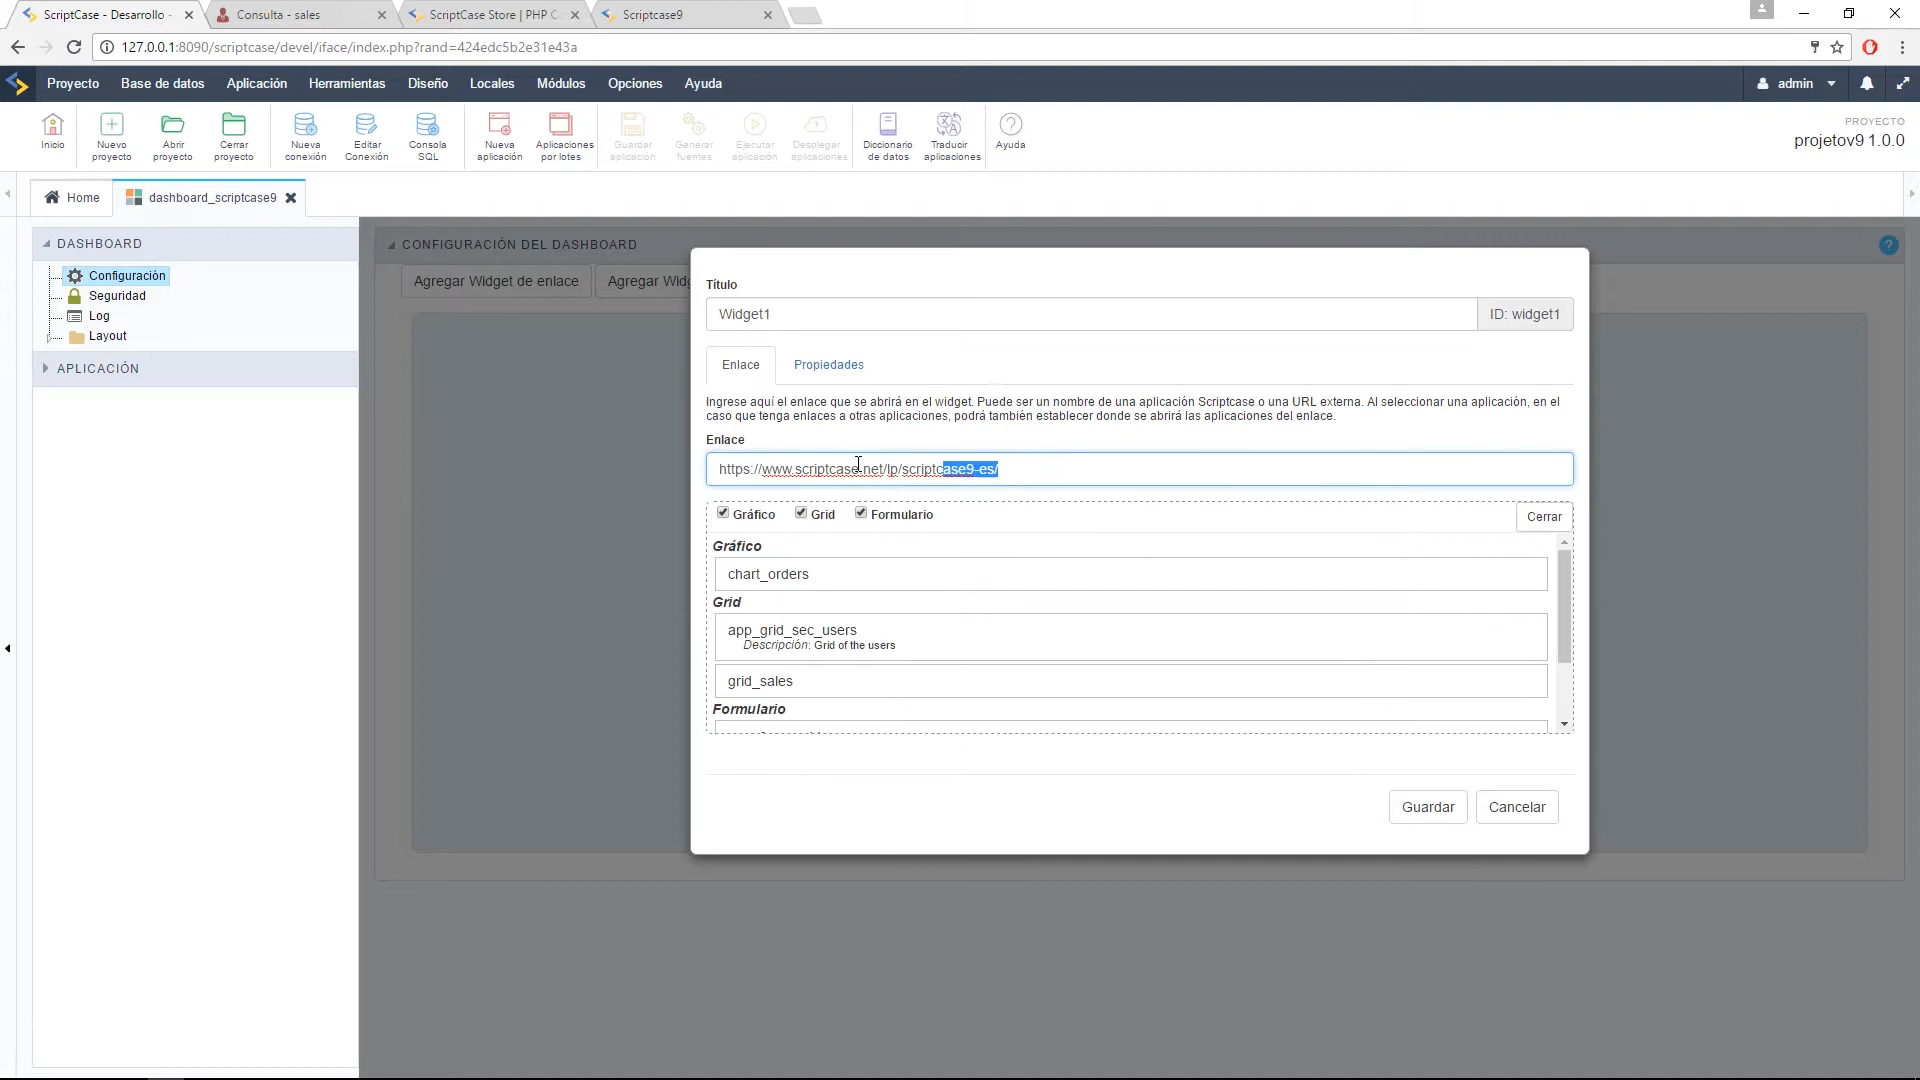 ScriptCase - Desarrollo -
Consulta - sales
ScriptCase Store | PHP C
Scriptcase9
127.0.0.1:8090/scriptcase/devel/iface/index.php?rand=424edc5b2e31e43a
Proyecto
Base de datos
Aplicación
Herramientas
Diseño
Locales
Módulos
Opciones
Ayuda
admin
Inicio
Nuevo proyecto
Abrir proyecto
Cerrar proyecto
Nueva conexión
Editar Conexión
Consola SQL
Nueva aplicación
Aplicaciones por lotes
Guardar aplicación
Generar fuentes
Ejecutar aplicación
Desplegar aplicaciones
Diccionario de datos
Traducir aplicaciones
Ayuda
PROYECTO
projetov9 1.0.0
Home
dashboard_scriptcase9
DASHBOARD
Configuración
Seguridad
Log
Layout
APLICACIÓN
CONFIGURACIÓN DEL DASHBOARD
Agregar Widget de enlace
Agregar Widg
Título
Widget1
ID: widget1
Enlace
Propiedades
Ingrese aquí el enlace que se abrirá en el widget. Puede ser un nombre de una aplicación Scriptcase o una URL externa. Al seleccionar una aplicación, en el
caso que tenga enlaces a otras aplicaciones, podrá también establecer donde se abrirá las aplicaciones del enlace.
Enlace
https://www.scriptcase.net/lp/scriptcase9-es/
Gráfico
Grid
Formulario
Cerrar
Gráfico
chart_orders
Grid
app_grid_sec_users
Descripción: Grid of the users
grid_sales
Formulario
Guardar
Cancelar